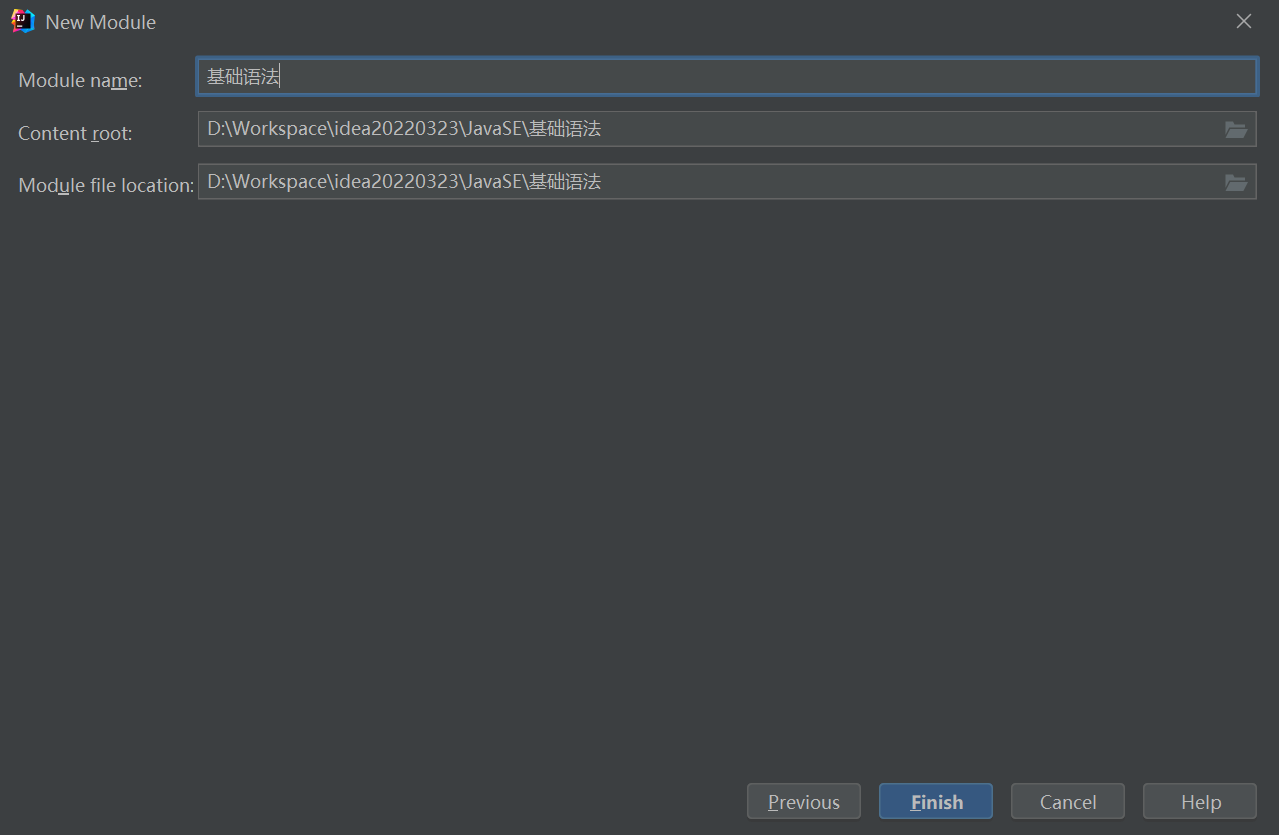 New Module
Module name: 基础语法
Content root: D:\Workspace\idea20220323\JavaSE\基础语法
Module file location: D:\Workspace\idea20220323\JavaSE\基础语法
Previous Finish Cancel Help